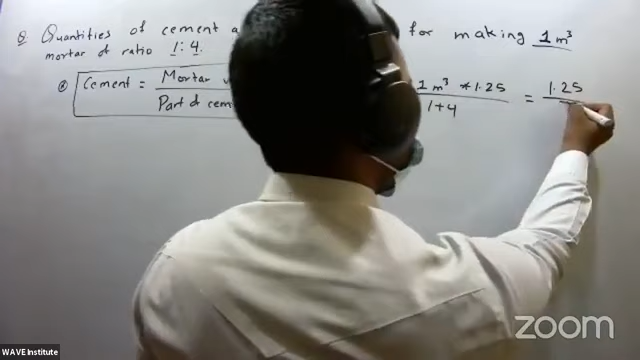 Q Quantities of cement a for making 1 m³
mortar of ratio 1:4.
Cement = Mortar 1 m³ * 1.25 / 1+4 = 1.25
Part of cem
zoom
WAVE Institute